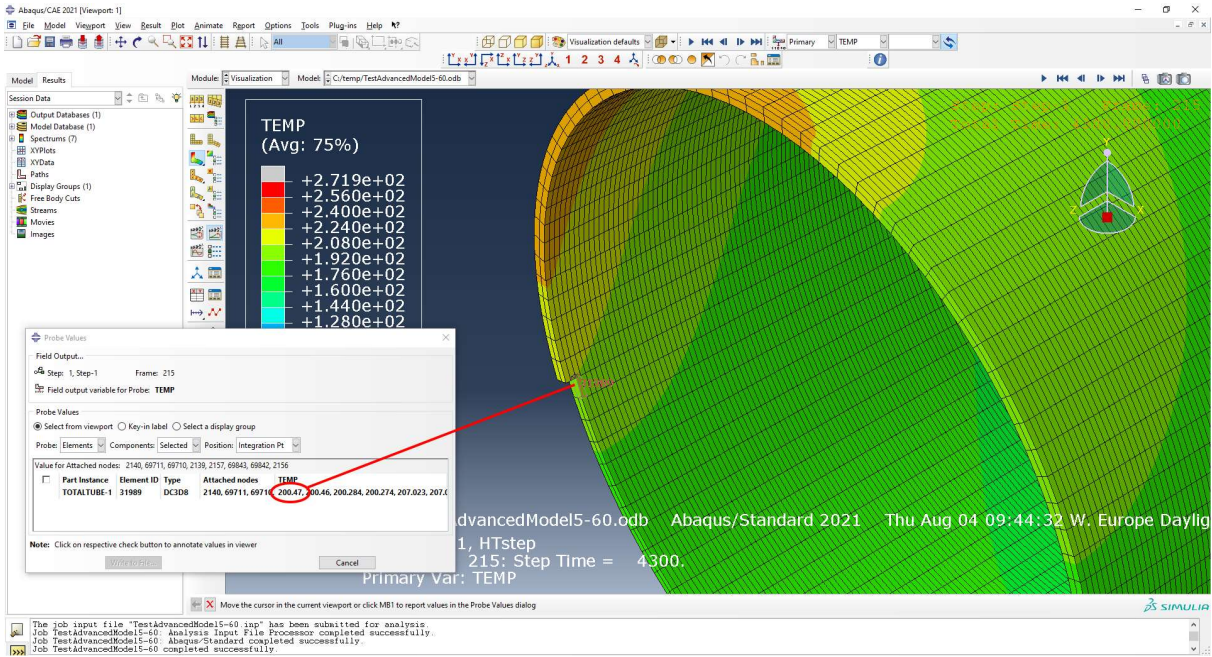 Abaqus/CAE 2021 [Viewport: 1]
File Model Viewport View Result Plot Animate Report Options Tools Plug-ins Help
All Visualization defaults Primary TEMP
1 2 3 4
Model Results
Module: Visualization Model: C:/temp/TestAdvancedModel5-60.odb
Session Data
Output Databases (1)
Model Database (1)
Spectrums (7)
XYPlots
XYData
Paths
Display Groups (1)
Free Body Cuts
Streams
Movies
Images
TEMP
(Avg: 75%)
+2.719e+02
+2.560e+02
+2.400e+02
+2.240e+02
+2.080e+02
+1.920e+02
+1.760e+02
+1.600e+02
+1.440e+02
+1.280e+02
Y
Z X
Probe Values
Field Output...
Step: 1, Step-1 Frame: 215
Field output variable for Probe: TEMP
Probe Values
Select from viewport Key-in label Select a display group
Probe: Elements Components: Selected Position: Integration Pt
Value for Attached nodes: 2140, 69711, 69710, 2139, 2157, 69843, 69842, 2156
Part Instance Element ID Type Attached nodes TEMP
TOTALTUBE-1 31989 DC3D8 2140, 69711, 69710, 200.47, 200.46, 200.284, 200.274, 207.023, 207.0
Note: Click on respective check button to annotate values in viewer
Cancel
dvancedModel5-60.odb Abaqus/Standard 2021 Thu Aug 04 09:44:32 W. Europe Daylig
1, HTstep
215: Step Time = 4300.
Primary Var: TEMP
Move the cursor in the current viewport or click MB1 to report values in the Probe Values dialog
SIMULIA
The job input file "TestAdvancedModel5-60.inp" has been submitted for analysis.
Job TestAdvancedModel5-60: Analysis Input File Processor completed successfully.
Job TestAdvancedModel5-60: Abaqus/Standard completed successfully.
Job TestAdvancedModel5-60 completed successfully.